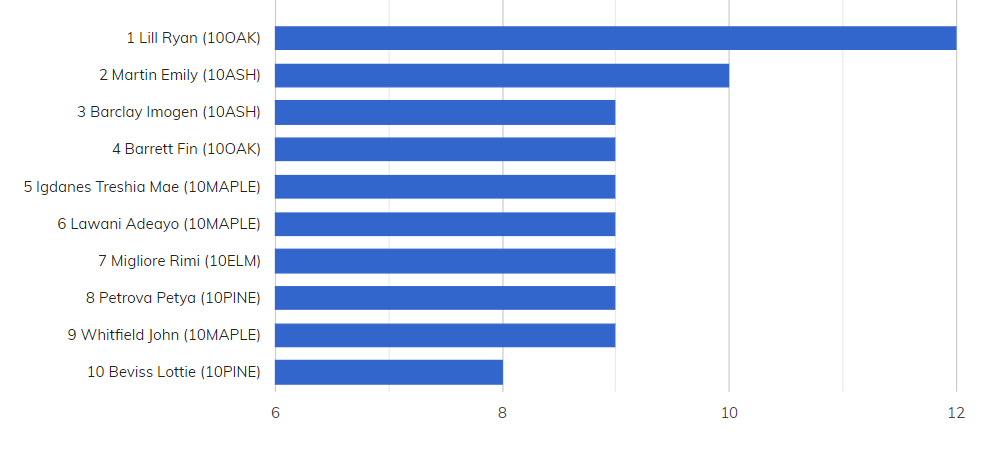 1 Lill Ryan (10OAK)
2 Martin Emily (10ASH)
3 Barclay Imogen (10ASH)
4 Barrett Fin (10OAK)
5 Igdanes Treshia Mae (10MAPLE)
6 Lawani Adeayo (10MAPLE)
7 Migliore Rimi (10ELM)
8 Petrova Petya (10PINE)
9 Whitfield John (10MAPLE)
10 Beviss Lottie (10PINE)
6 8 10 12